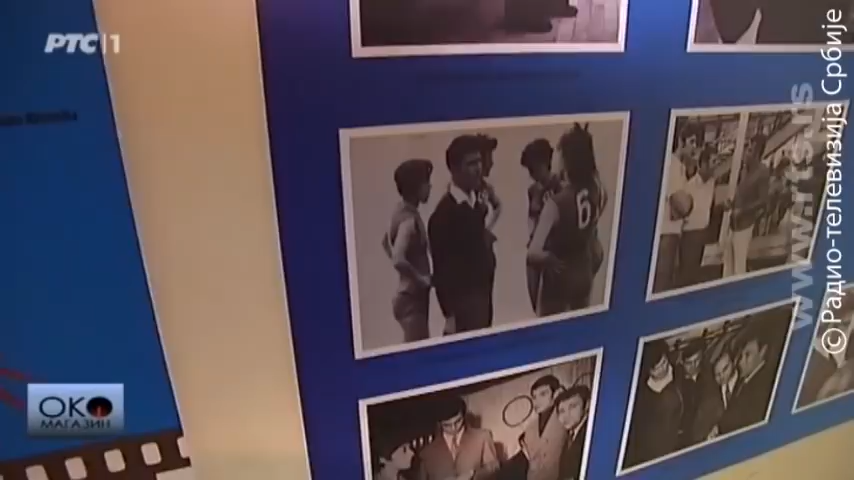 РТС|1
© Радио-телевизија Србије
www.rts.rs
6
ОКО
МАГАЗИН